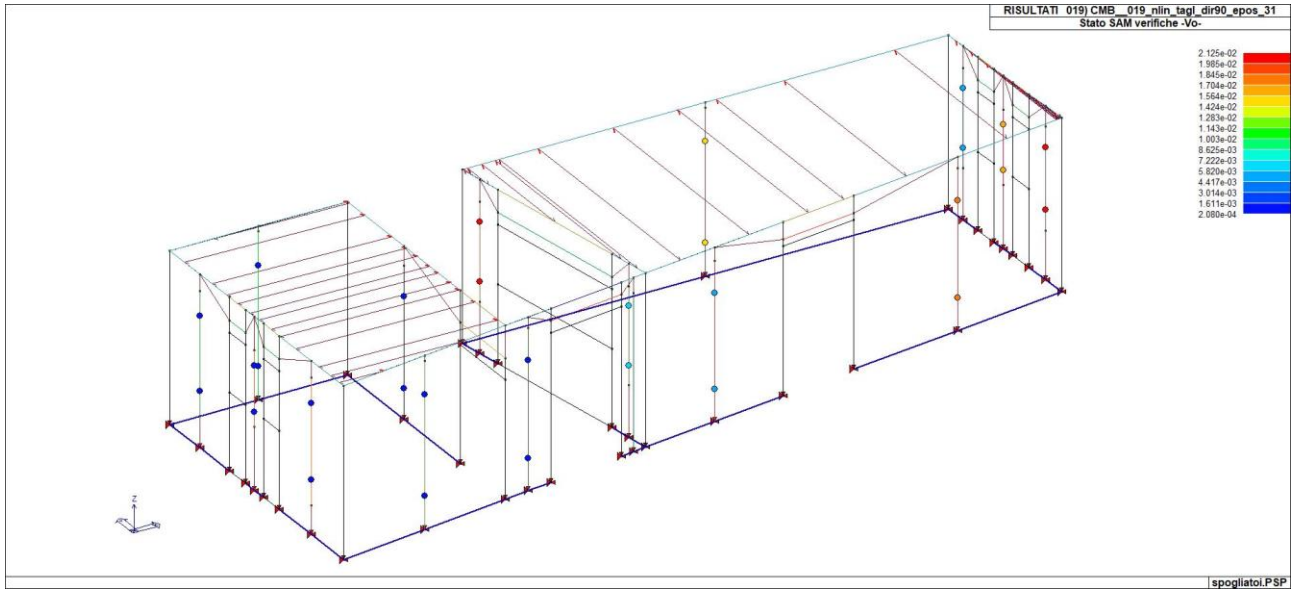 RISULTATI 019) CMB__019_nlin_tagl_dir90_epos_31
Stato SAM verifiche -Vo-
2.125e-02
1.985e-02
1.845e-02
1.704e-02
1.564e-02
1.424e-02
1.283e-02
1.143e-02
1.003e-02
8.625e-03
7.222e-03
5.820e-03
4.417e-03
3.014e-03
1.611e-03
2.080e-04
Z
spogliatoi.PSP